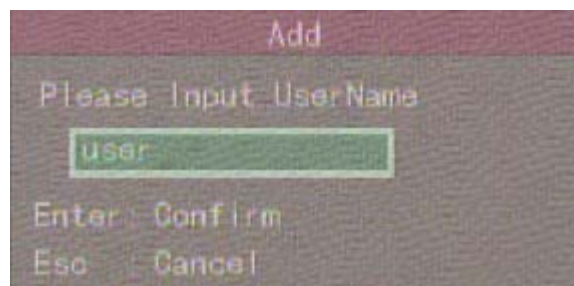 Add
Please Input UserName
user
Enter: Confirm
Esc : Cancel